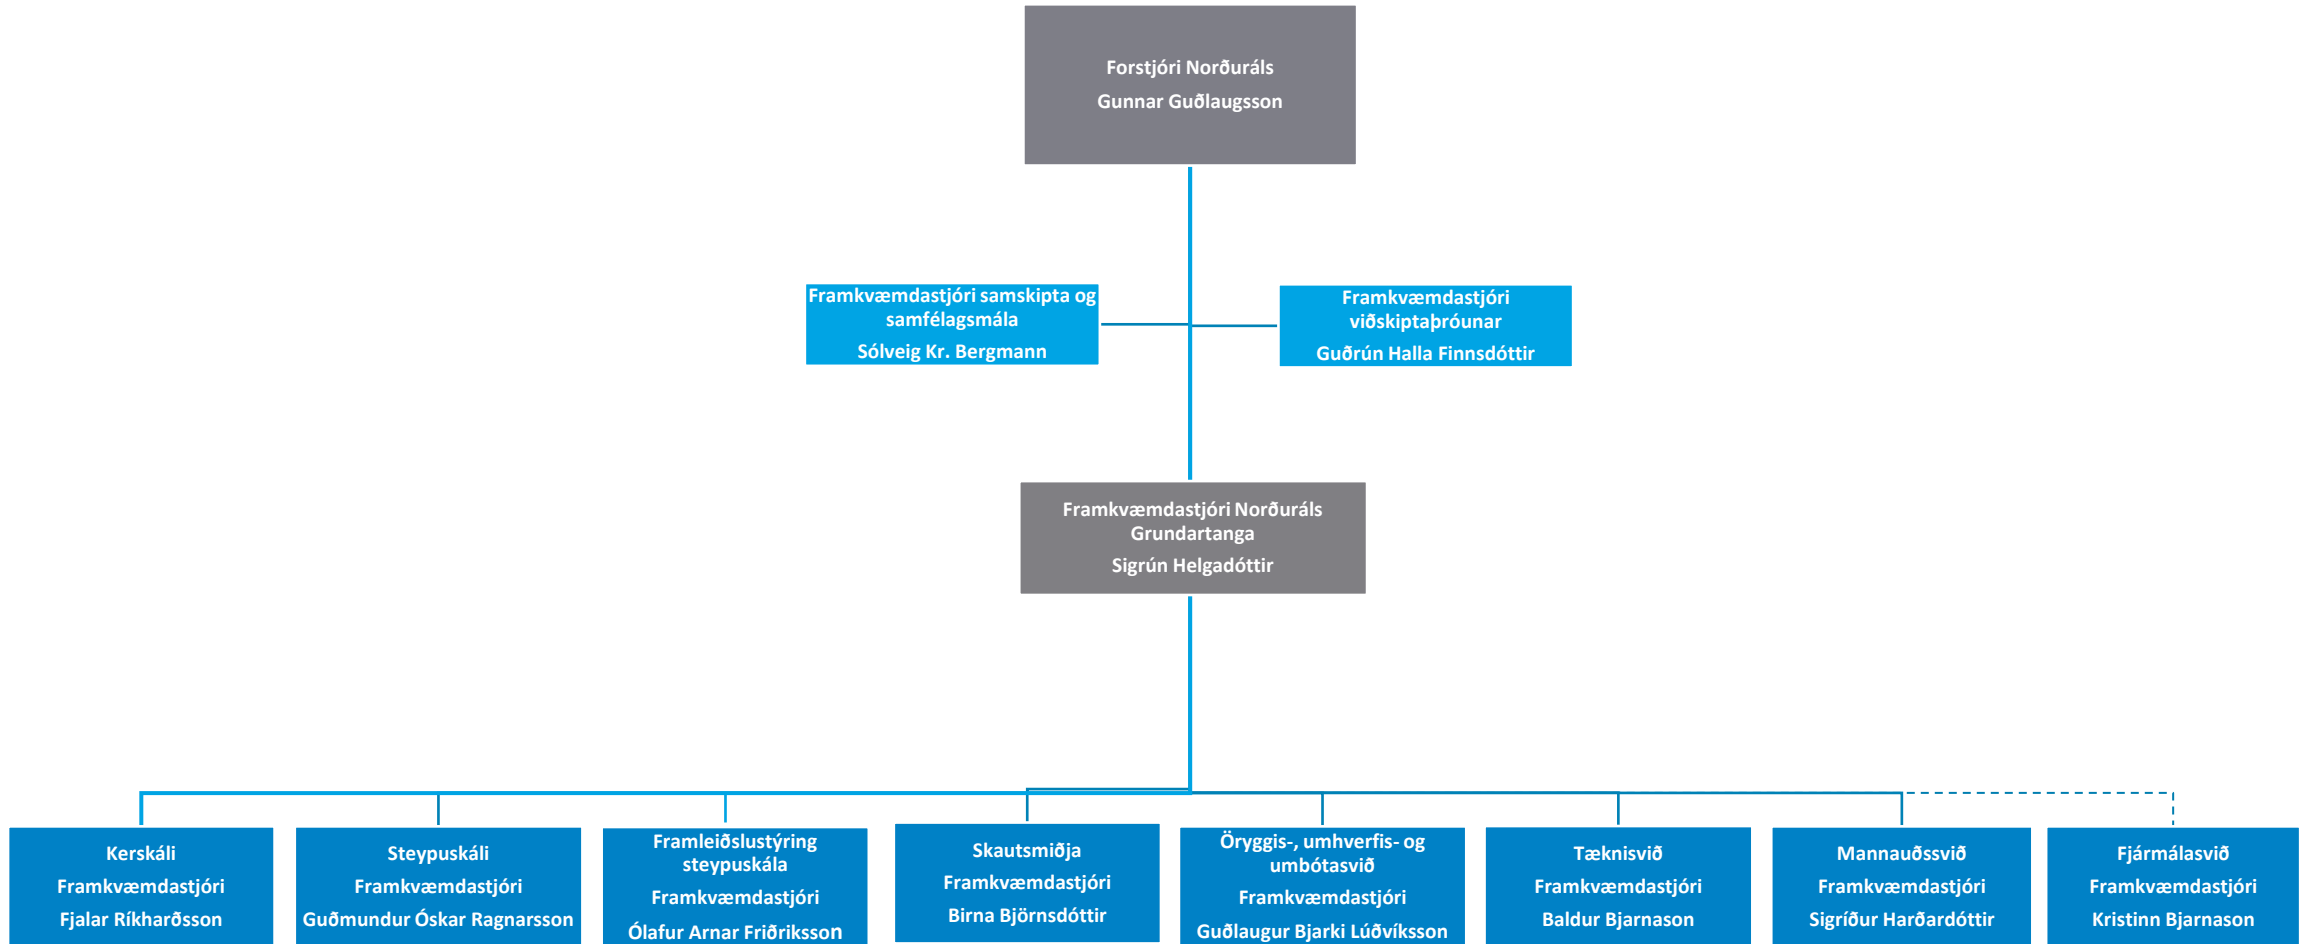 Forstjóri Norðuráls
Gunnar Guðlaugsson
Framkvæmdastjóri samskipta og
samfélagsmála
Sólveig Kr. Bergmann
Framkvæmdastjóri
viðskiptaþróunar
Guðrún Halla Finnsdóttir
Framkvæmdastjóri Norðuráls
Grundartanga
Sigrún Helgadóttir
Kerskáli
Framkvæmdastjóri
Fjalar Ríkharðsson
Steypuskáli
Framkvæmdastjóri
Guðmundur Óskar Ragnarsson
Framleiðslustýring
steypuskála
Framkvæmdastjóri
Ólafur Arnar Friðriksson
Skautsmiðja
Framkvæmdastjóri
Birna Björnsdóttir
Öryggis-, umhverfis- og
umbótasvið
Framkvæmdastjóri
Guðlaugur Bjarki Lúðvíksson
Tæknisvið
Framkvæmdastjóri
Baldur Bjarnason
Mannauðssvið
Framkvæmdastjóri
Sigríður Harðardóttir
Fjármálasvið
Framkvæmdastjóri
Kristinn Bjarnason